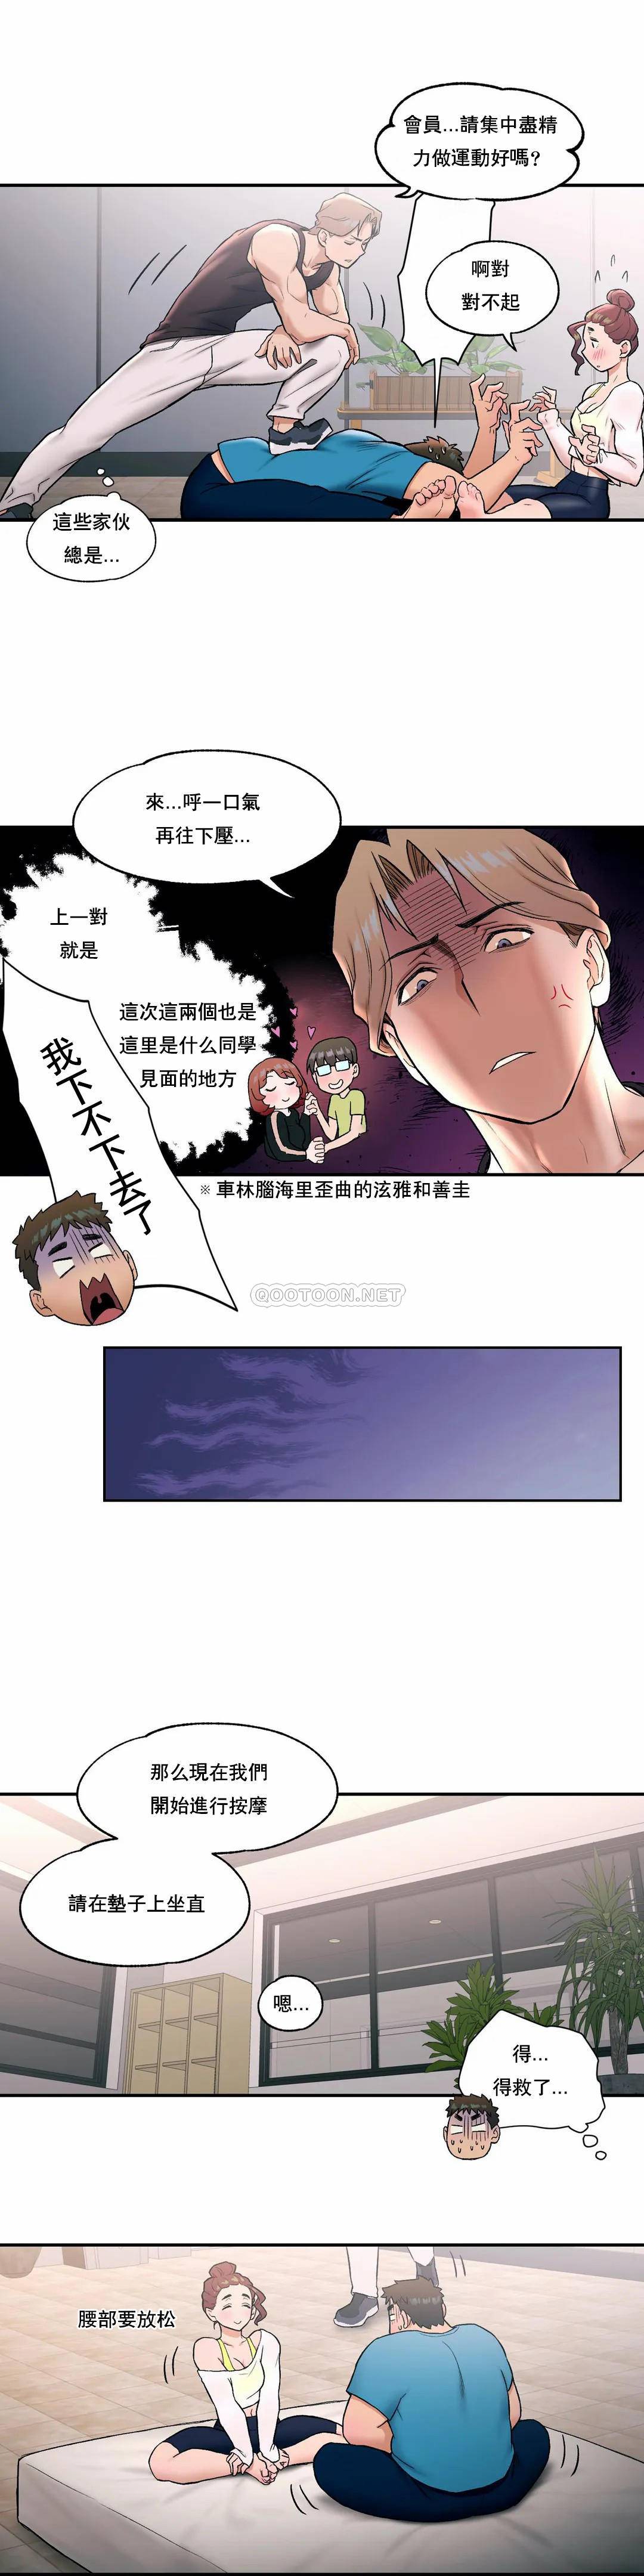 會員...請集中盡精
力做運動好嗎?
啊對
對不起
這些家伙
總是...
來...呼一口氣
再往下壓...
上一對
就是
這次這兩個也是
這里是什么同學
見面的地方
我下不下去了
※ 車林腦海里歪曲的泫雅和善圭
QOOTOON.NET
那么現在我們
開始進行按摩
請在墊子上坐直
嗯...
得...
得救了...
腰部要放松